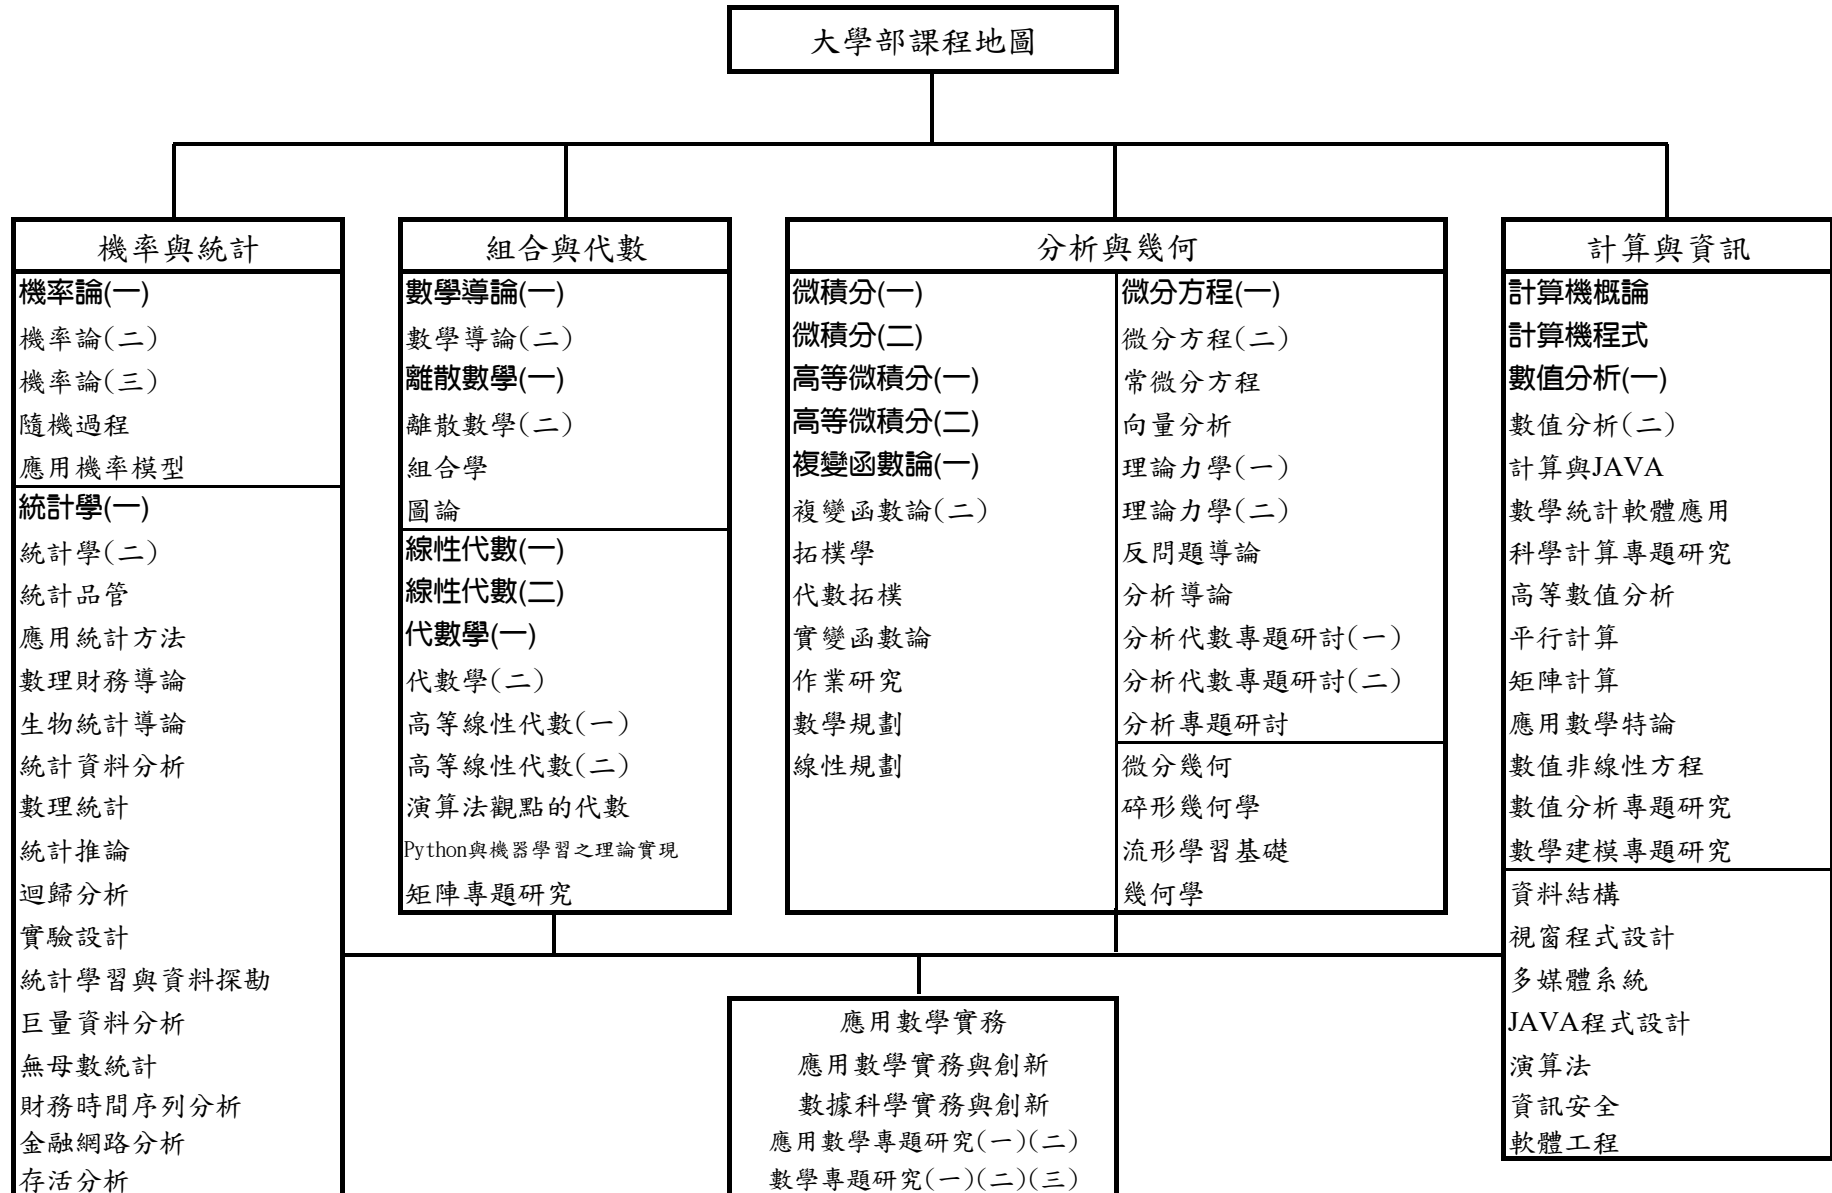 大學部課程地圖
機率與統計
機率論(一)
機率論(二)
機率論(三)
隨機過程
應用機率模型
統計學(一)
統計學(二)
統計品管
應用統計方法
數理財務導論
生物統計導論
統計資料分析
數理統計
統計推論
迴歸分析
實驗設計
統計學習與資料探勘
巨量資料分析
無母數統計
財務時間序列分析
金融網路分析
存活分析
組合與代數
數學導論(一)
數學導論(二)
離散數學(一)
離散數學(二)
組合學
圖論
線性代數(一)
線性代數(二)
代數學(一)
代數學(二)
高等線性代數(一)
高等線性代數(二)
演算法觀點的代數
Python與機器學習之理論實現
矩陣專題研究
分析與幾何
微積分(一)
微積分(二)
高等微積分(一)
高等微積分(二)
複變函數論(一)
複變函數論(二)
拓樸學
代數拓樸
實變函數論
作業研究
數學規劃
線性規劃
微分方程(一)
微分方程(二)
常微分方程
向量分析
理論力學(一)
理論力學(二)
反問題導論
分析導論
分析代數專題研討(一)
分析代數專題研討(二)
分析專題研討
微分幾何
碎形幾何學
流形學習基礎
幾何學
計算與資訊
計算機概論
計算機程式
數值分析(一)
數值分析(二)
計算與JAVA
數學統計軟體應用
科學計算專題研究
高等數值分析
平行計算
矩陣計算
應用數學特論
數值非線性方程
數值分析專題研究
數學建模專題研究
資料結構
視窗程式設計
多媒體系統
JAVA程式設計
演算法
資訊安全
軟體工程
應用數學實務
應用數學實務與創新
數據科學實務與創新
應用數學專題研究(一)(二)
數學專題研究(一)(二)(三)